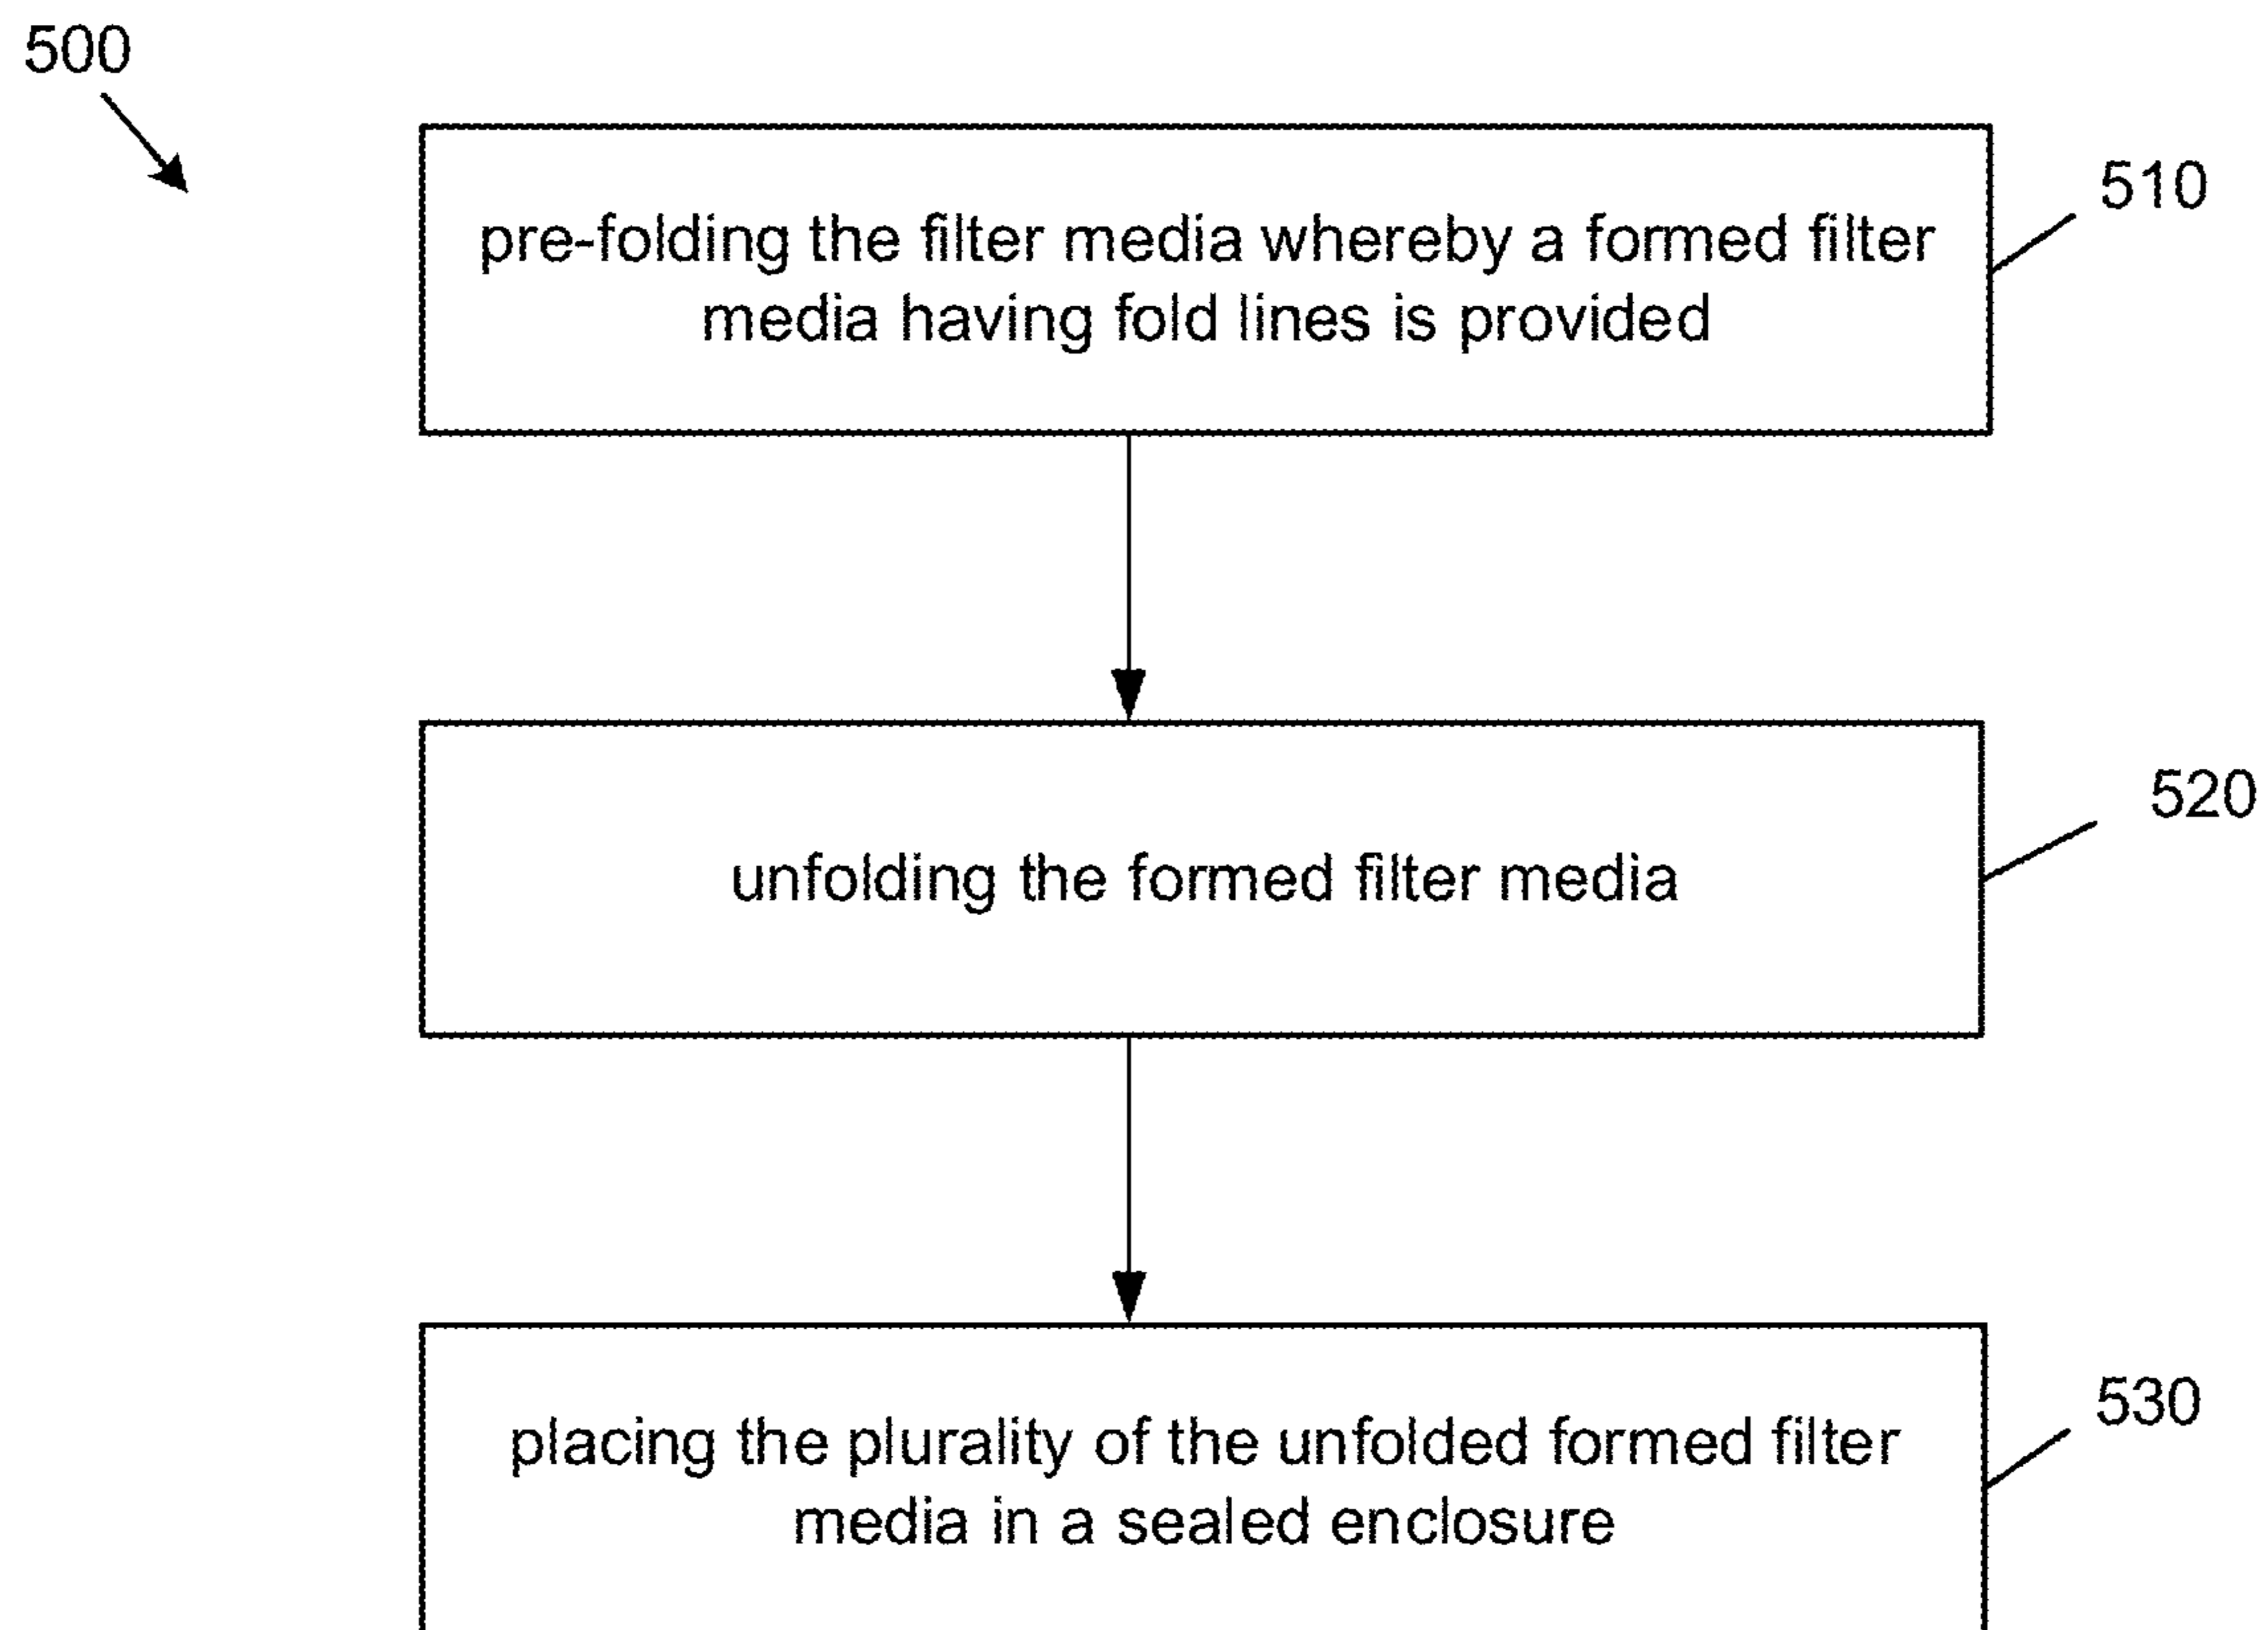 500
pre-folding the filter media whereby a formed filter
media having fold lines is provided
510
unfolding the formed filter media
520
placing the plurality of the unfolded formed filter
media in a sealed enclosure
530